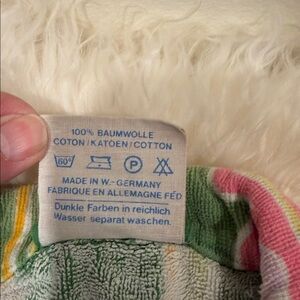 100% BAUMWOLLE
COTON/KATOEN/COTTON
60° P
MADE IN W.-GERMANY
FABRIQUE EN ALLEMAGNE FÉD
Dunkle Farben in reichlich
Wasser separat waschen.